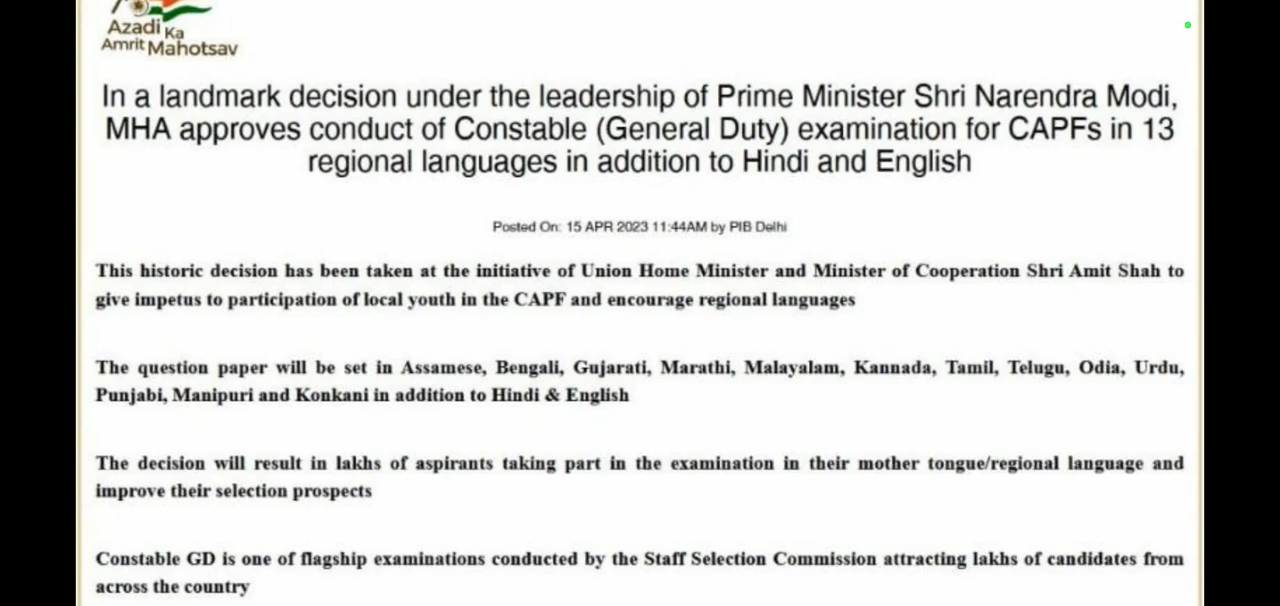 Azadi Ka
Amrit Mahotsav
In a landmark decision under the leadership of Prime Minister Shri Narendra Modi,
MHA approves conduct of Constable (General Duty) examination for CAPFs in 13
regional languages in addition to Hindi and English
Posted On: 15 APR 2023 11:44AM by PIB Delhi
This historic decision has been taken at the initiative of Union Home Minister and Minister of Cooperation Shri Amit Shah to
give impetus to participation of local youth in the CAPF and encourage regional languages
The question paper will be set in Assamese, Bengali, Gujarati, Marathi, Malayalam, Kannada, Tamil, Telugu, Odia, Urdu,
Punjabi, Manipuri and Konkani in addition to Hindi & English
The decision will result in lakhs of aspirants taking part in the examination in their mother tongue/regional language and
improve their selection prospects
Constable GD is one of flagship examinations conducted by the Staff Selection Commission attracting lakhs of candidates from
across the country